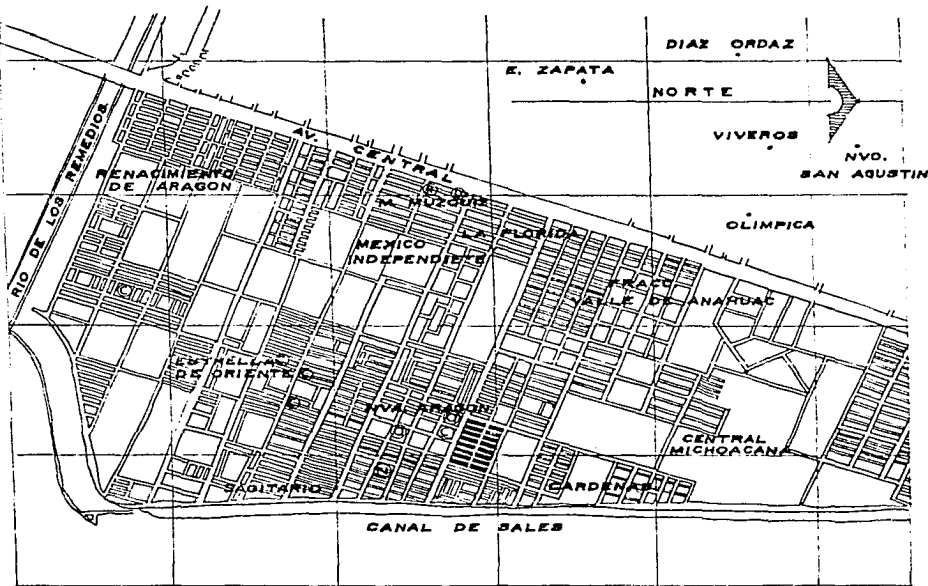 DIAZ ORDAZ
E. ZAPATA
NORTE
VIVEROS
NVO.
SAN AGUSTIN
OLIMPICA
AV. CENTRAL
RIO DE LOS REMEDIOS.
RENACIMIENTO
DE ARAGON
M. MUZQUIZ
LA FLORIDA
MEXICO
INDEPENDIETE
FRACC.
VALLE DE ANAHUAC
ESTRELLA
DE ORIENTE
NVA. ARAGON
CENTRAL
MICHOACANA
SAGITARIO
CARDENAS
CANAL DE SALES